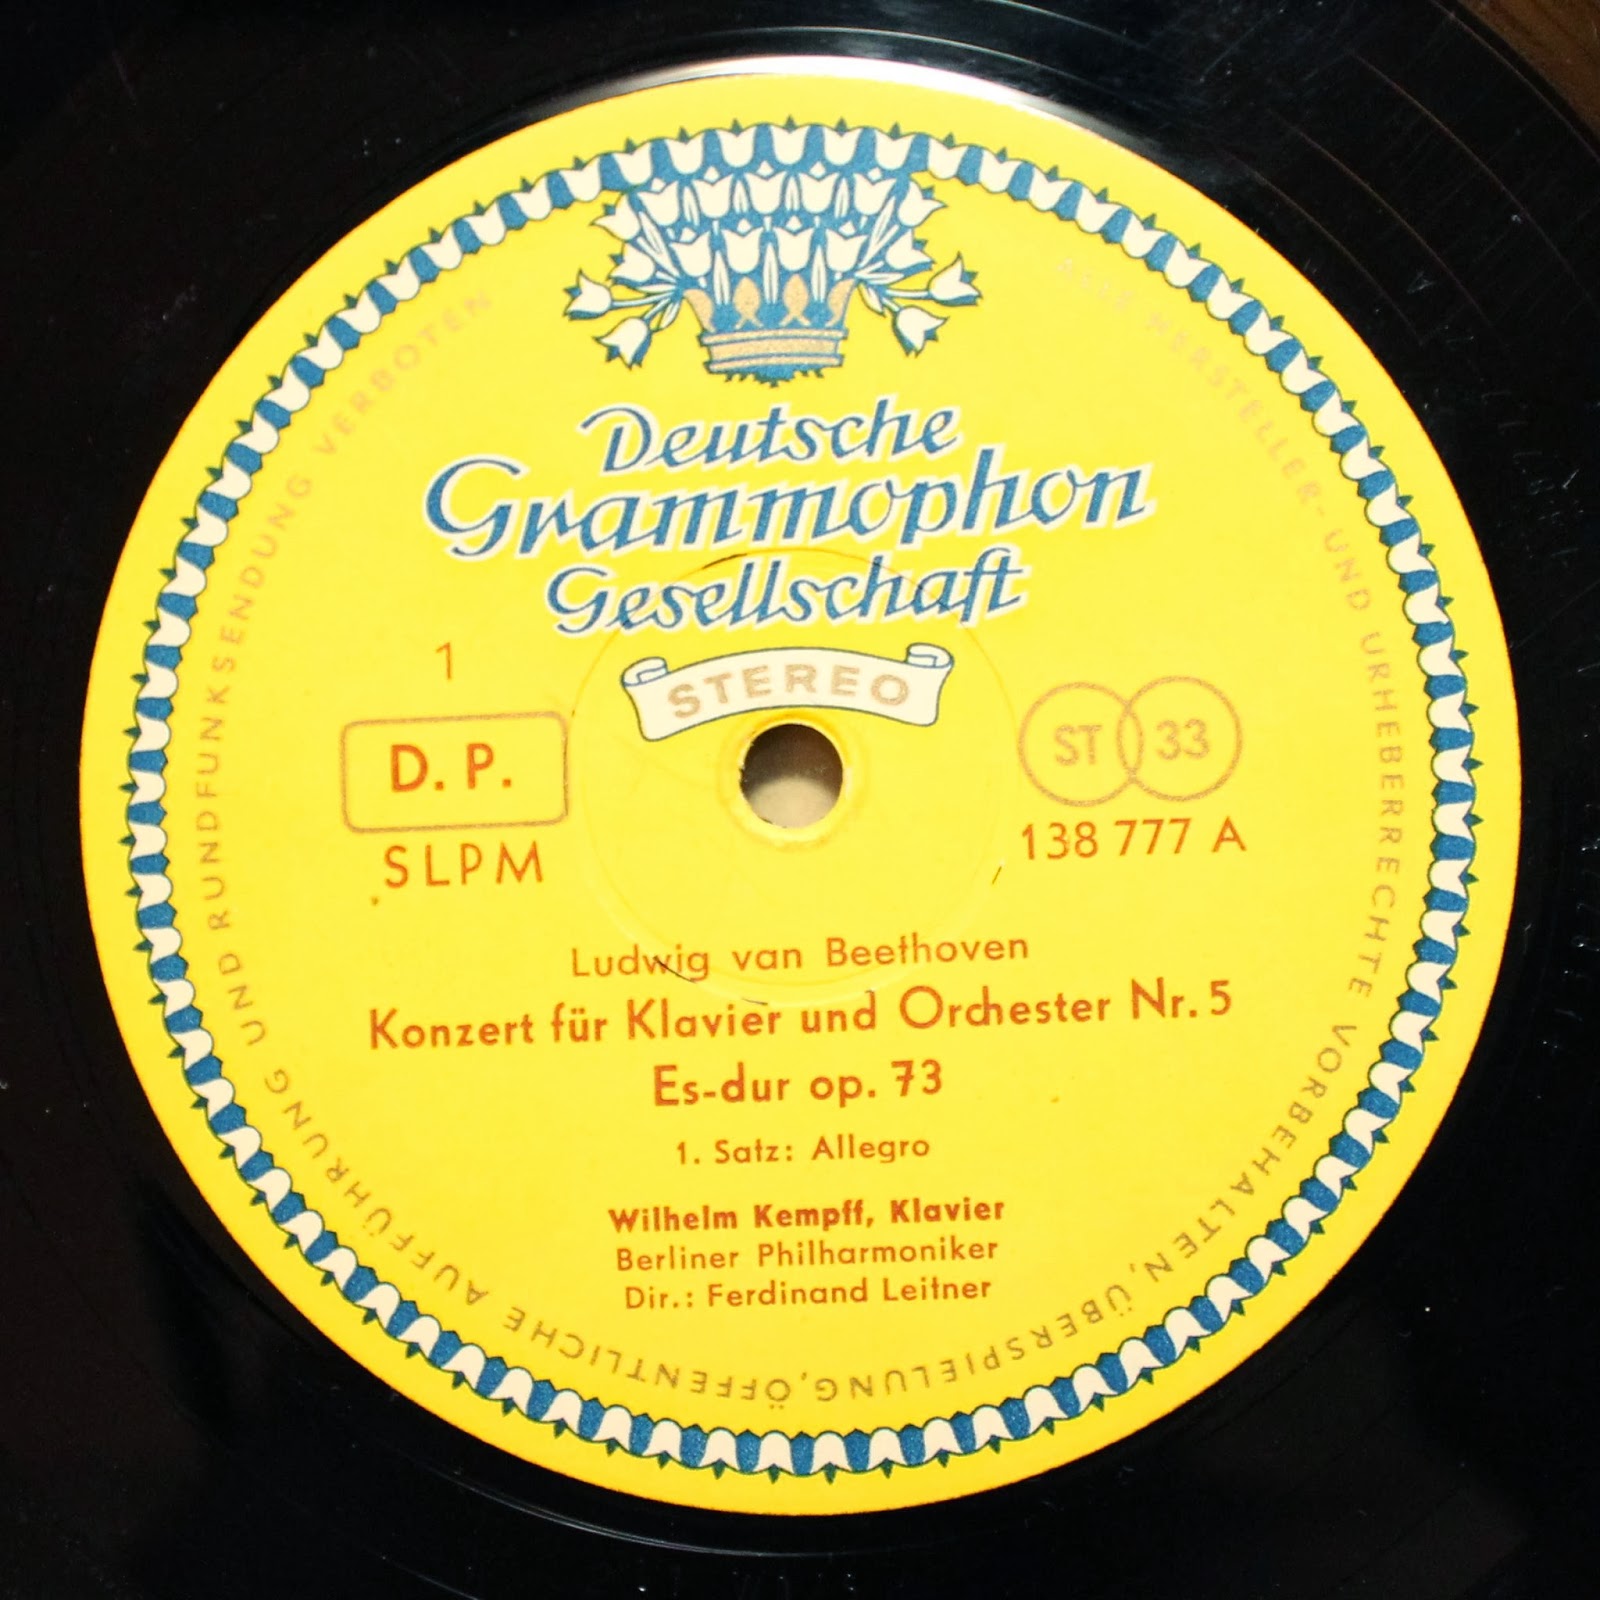 Deutsche
Grammophon
Gesellschaft
STEREO
1
D. P.
SLPM
ST 33
138 777 A
Ludwig van Beethoven
Konzert für Klavier und Orchester Nr. 5
Es-dur op. 73
1. Satz: Allegro
Wilhelm Kempff, Klavier
Berliner Philharmoniker
Dir.: Ferdinand Leitner
ALLE HERSTELLER- UND URHEBERRECHTE VORBEHALTEN, ÜBERSPIELUNG, ÖFFENTLICHE AUFFÜHRUNG UND RUNDFUNKSENDUNG VERBOTEN